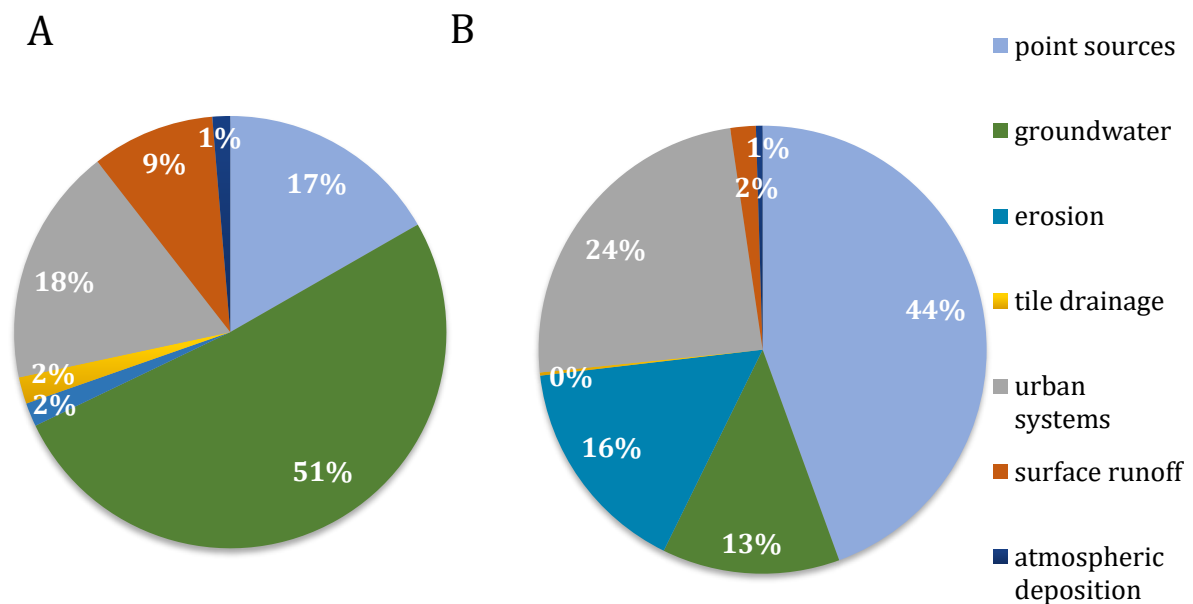 A
1%
9%
17%
18%
2%
2%
51%
B
1%
2%
24%
44%
0%
16%
13%
point sources
groundwater
erosion
tile drainage
urban
systems
surface runoff
atmospheric
deposition